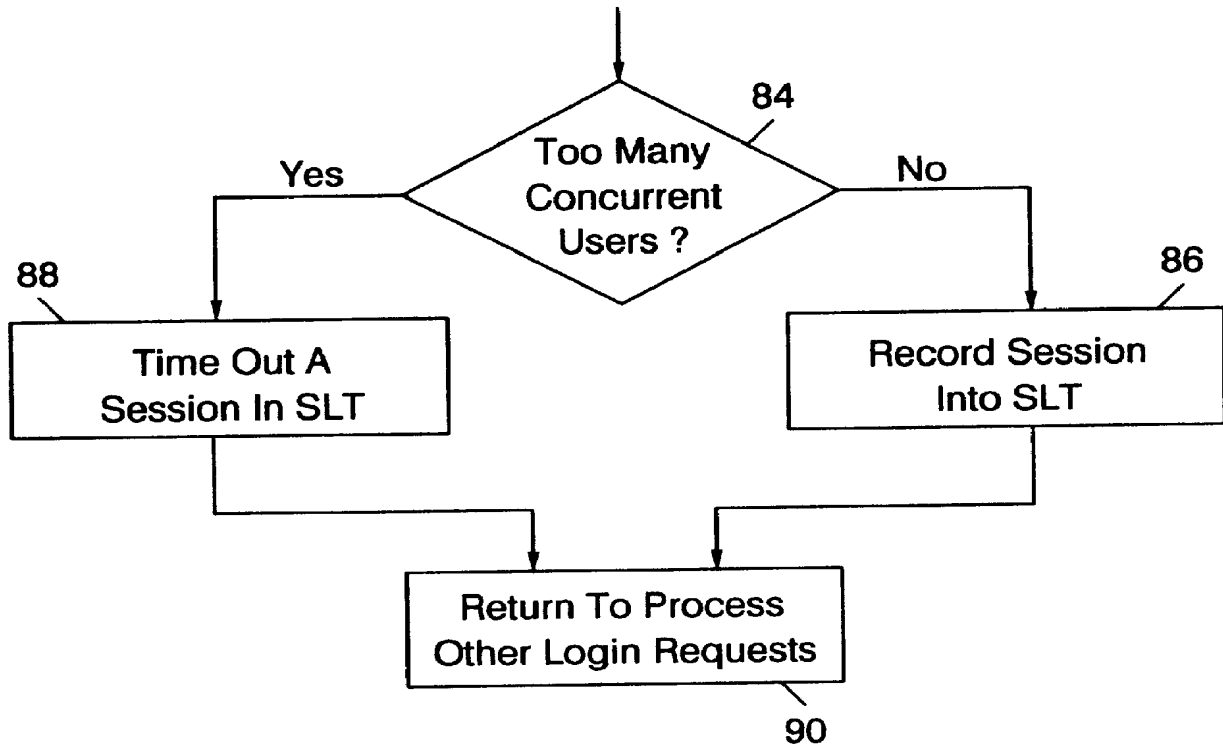 84
Too Many
Concurrent
Users ?
Yes
No
88
Time Out A
Session In SLT
86
Record Session
Into SLT
Return To Process
Other Login Requests
90